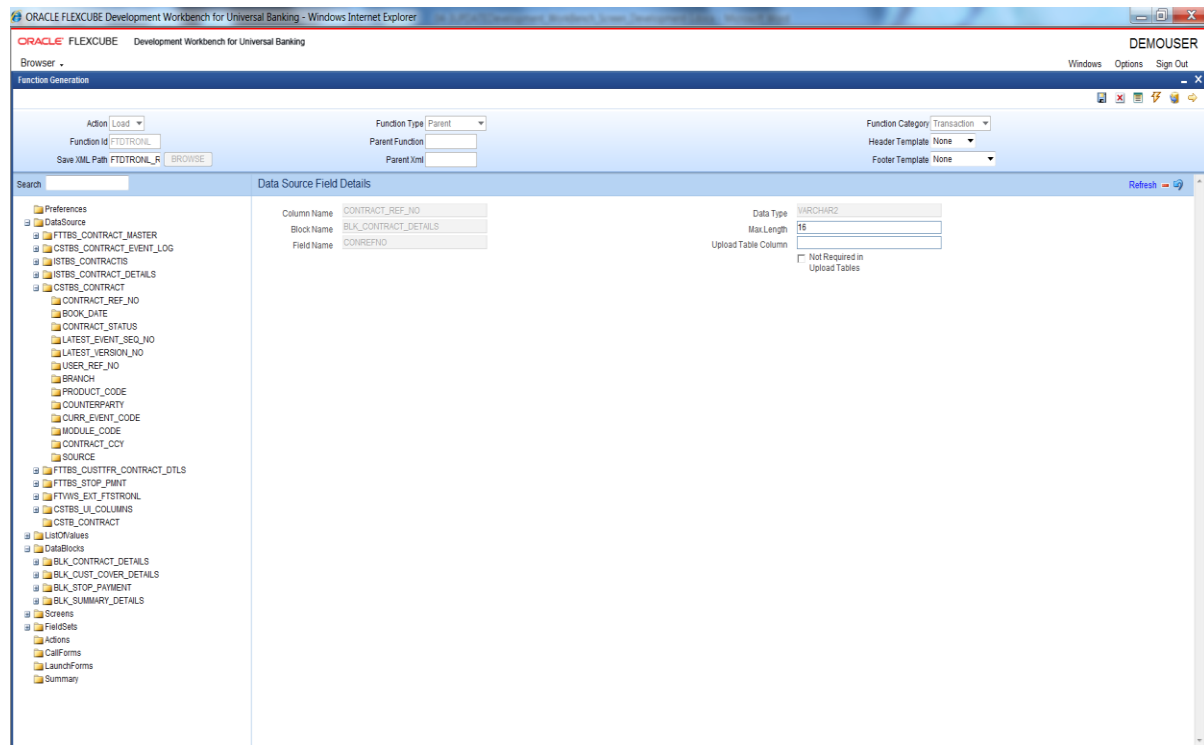 ORACLE FLEXCUBE Development Workbench for Universal Banking - Windows Internet Explorer
ORACLE FLEXCUBE Development Workbench for Universal Banking
DEMOUSER
Browser
Windows Options Sign Out
Function Generation
Action Load Function Type Parent Function Category Transaction
Function Id FTDTRONL Parent Function Header Template None
Save XML Path FTDTRONL_R BROWSE Parent Xml Footer Template None
Search Data Source Field Details Refresh
Column Name CONTRACT_REF_NO Data Type VARCHAR2
Block Name BLK_CONTRACT_DETAILS Max.Length 16
Field Name CONREFNO Upload Table Column
Not Required in
Upload Tables
Preferences
DataSource
FTTBS_CONTRACT_MASTER
CSTBS_CONTRACT_EVENT_LOG
ISTBS_CONTRACTIS
ISTBS_CONTRACT_DETAILS
CSTBS_CONTRACT
CONTRACT_REF_NO
BOOK_DATE
CONTRACT_STATUS
LATEST_EVENT_SEQ_NO
LATEST_VERSION_NO
USER_REF_NO
BRANCH
PRODUCT_CODE
COUNTERPARTY
CURR_EVENT_CODE
MODULE_CODE
CONTRACT_CCY
SOURCE
FTTBS_CUSTTFR_CONTRACT_DTLS
FTTBS_STOP_PMNT
FTVWS_EXT_FTSTRONL
CSTBS_UI_COLUMNS
CSTB_CONTRACT
ListOfValues
DataBlocks
BLK_CONTRACT_DETAILS
BLK_CUST_COVER_DETAILS
BLK_STOP_PAYMENT
BLK_SUMMARY_DETAILS
Screens
FieldSets
Actions
CallForms
LaunchForms
Summary